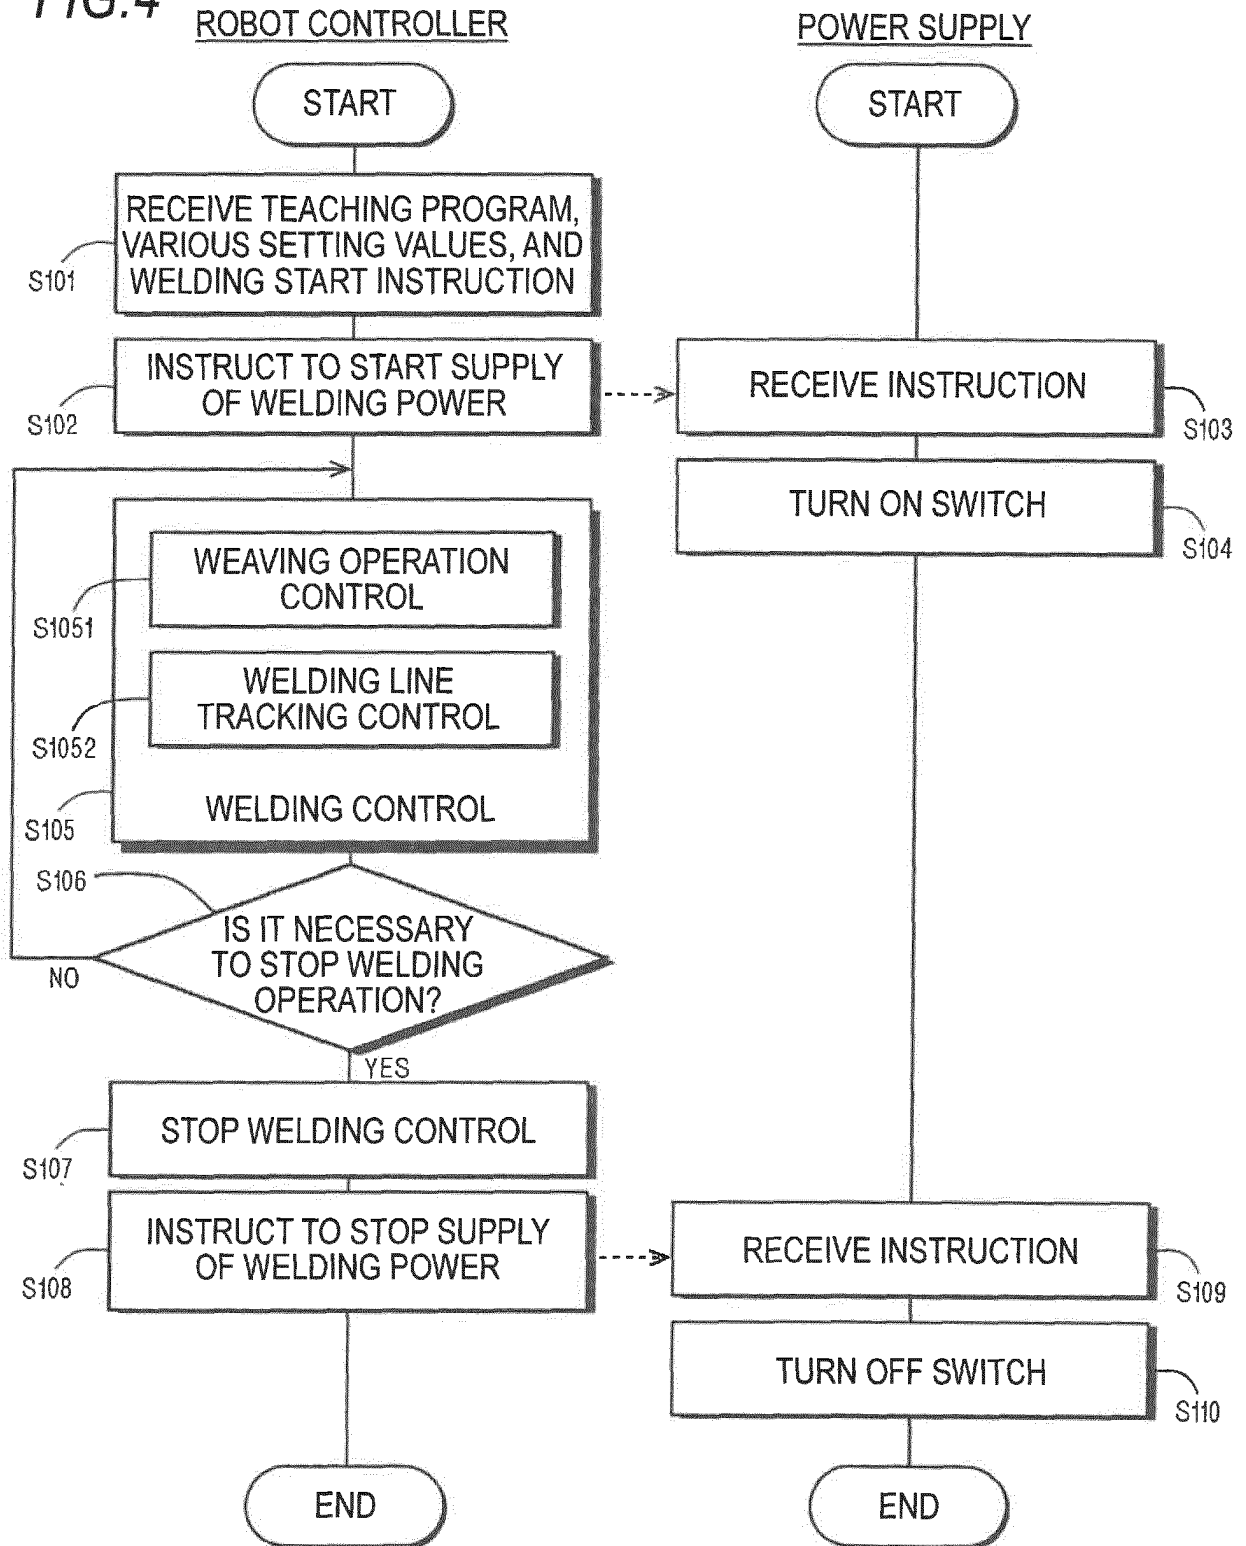 FIG.4
ROBOT CONTROLLER
POWER SUPPLY
START
START
RECEIVE TEACHING PROGRAM,
VARIOUS SETTING VALUES, AND
WELDING START INSTRUCTION
S101
INSTRUCT TO START SUPPLY
OF WELDING POWER
S102
RECEIVE INSTRUCTION
S103
TURN ON SWITCH
S104
WEAVING OPERATION
CONTROL
S1051
WELDING LINE
TRACKING CONTROL
S1052
WELDING CONTROL
S105
S106
IS IT NECESSARY
TO STOP WELDING
OPERATION?
NO
YES
STOP WELDING CONTROL
S107
INSTRUCT TO STOP SUPPLY
OF WELDING POWER
S108
RECEIVE INSTRUCTION
S109
TURN OFF SWITCH
S110
END
END